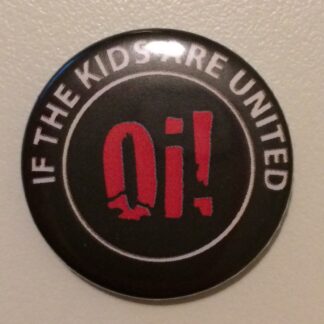 IF THE KIDS ARE UNITED
Oi!